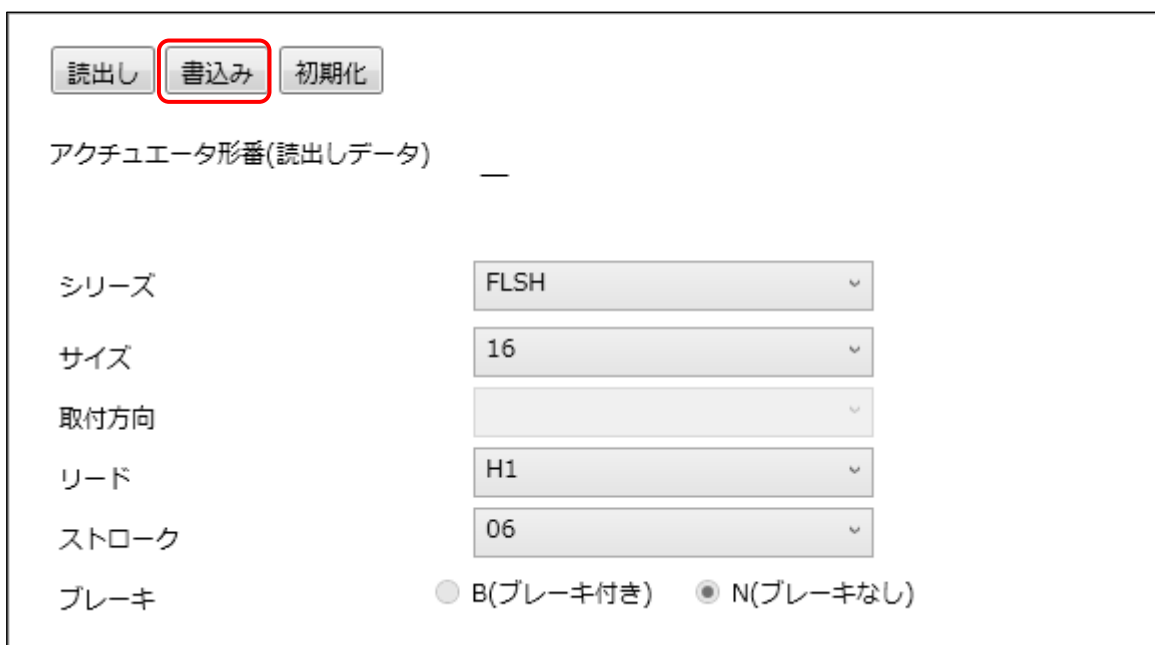 読出し 書込み 初期化
アクチュエータ形番(読出しデータ) __
シリーズ FLSH
サイズ 16
取付方向
リード H1
ストローク 06
ブレーキ B(ブレーキ付き) N(ブレーキなし)